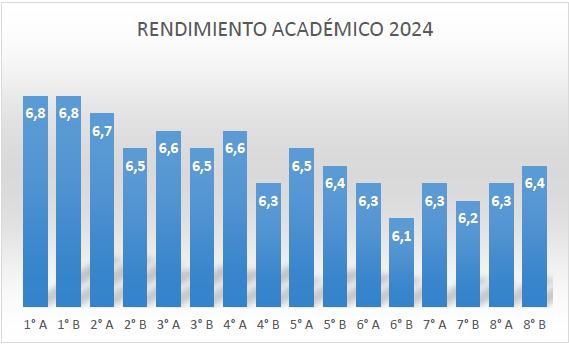 RENDIMIENTO ACADÉMICO 2024
6,8 6,8 6,7 6,5 6,6 6,5 6,6 6,3 6,5 6,4 6,3 6,1 6,3 6,2 6,3 6,4
1° A 1° B 2° A 2° B 3° A 3° B 4° A 4° B 5° A 5° B 6° A 6° B 7° A 7° B 8° A 8° B